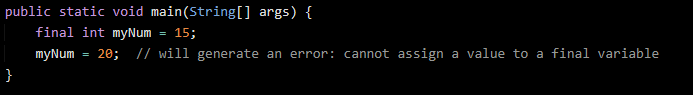 public static void main(String[] args) {
    final int myNum = 15;
    myNum = 20;  // will generate an error: cannot assign a value to a final variable
}